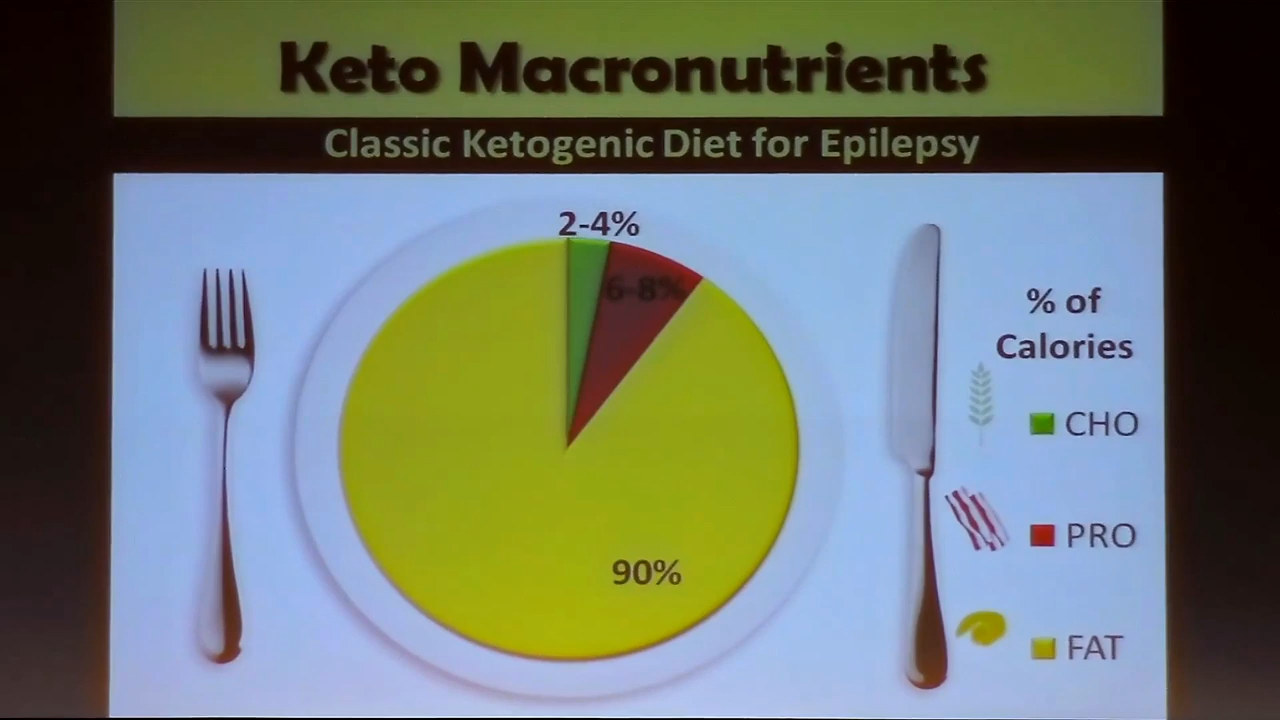 Keto Macronutrients
Classic Ketogenic Diet for Epilepsy
2-4%
6-8%
90%
% of
Calories
CHO
PRO
FAT